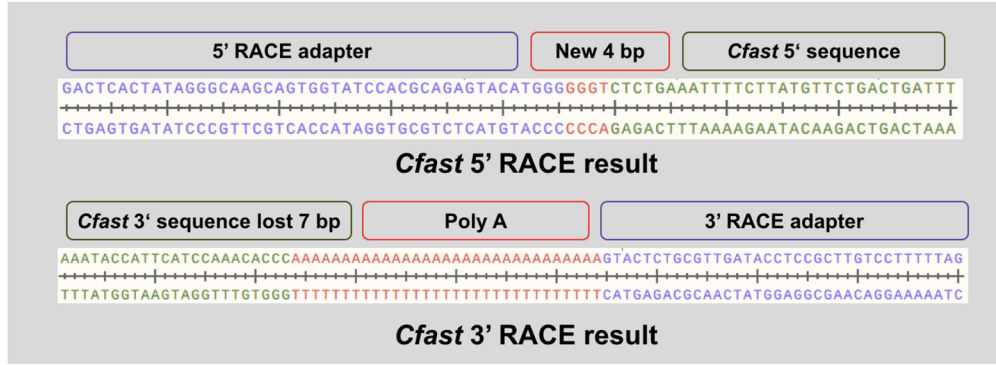 5' RACE adapter New 4 bp Cfast 5' sequence
GACTCACTATAGGGCAAGCAGTGGTATCCACGCAGAGTACATGGGGGGTCTCTGAAATTTTCTTATGTTCTGACTGATTT
CTGAGTGATATCCCGTTCGTCACCATAGGTGCGTCTCATGTACCCCCCAGAGACTTTAAAAGAATACAAGACTGACTAAA
Cfast 5' RACE result
Cfast 3' sequence lost 7 bp Poly A 3' RACE adapter
AAATACCATTCATCCAAACACCCAAAAAAAAAAAAAAAAAAAAAAAAAAAAAAAGTACTCTGCGTTGATACCTCCGCTTGTCCTTTTTAG
TTTATGGTAAGTAGGTTTGTGGGTTTTTTTTTTTTTTTTTTTTTTTTTTTTTTTCATGAGACGCAACTATGGAGGCGAACAGGAAAAATC
Cfast 3' RACE result